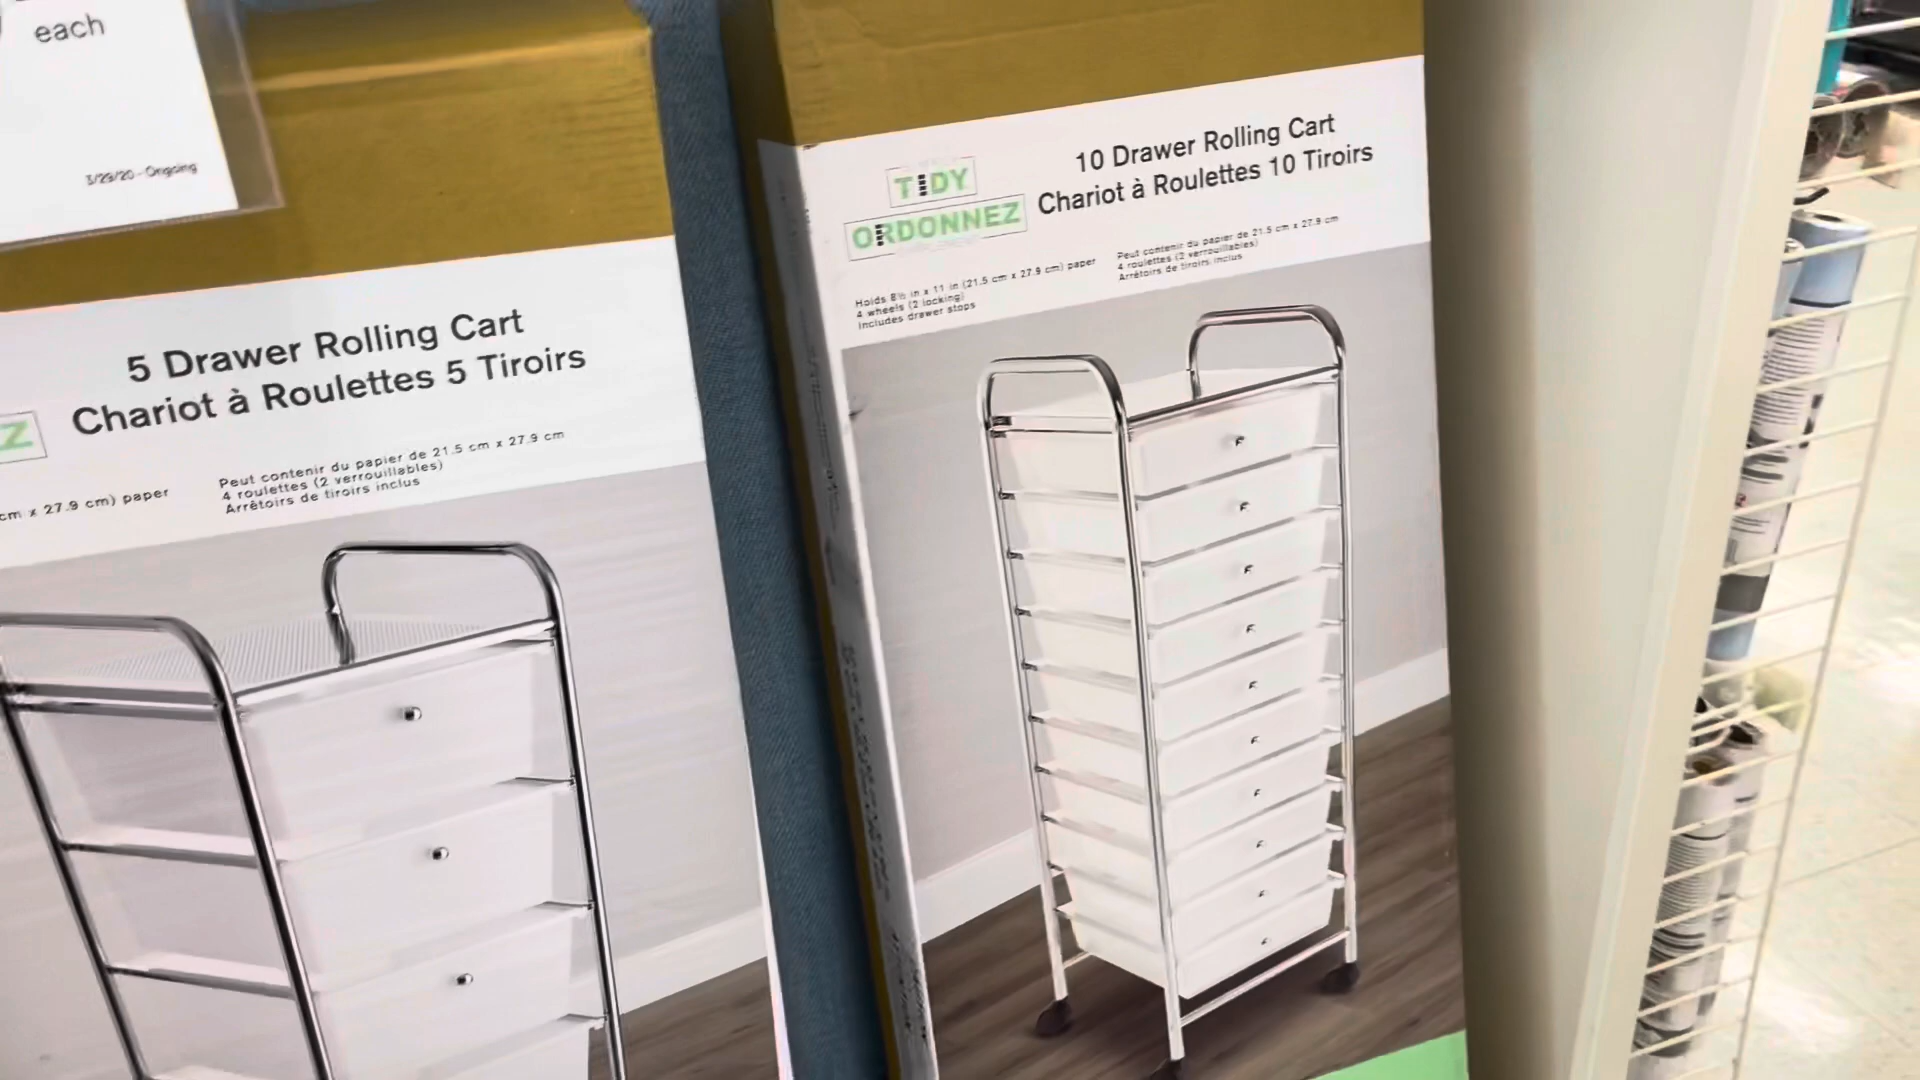 each
3/29/20 - Ongoing
5 Drawer Rolling Cart
Chariot à Roulettes 5 Tiroirs
Z
cm x 27.9 cm) paper
Peut contenir du papier de 21.5 cm x 27.9 cm
4 roulettes (2 verrouillables)
Arrêtoirs de tiroirs inclus
TIDY
ORDONNEZ
10 Drawer Rolling Cart
Chariot à Roulettes 10 Tiroirs
Holds 8½ in x 11 in (21.5 cm x 27.9 cm) paper
4 wheels (2 locking)
Includes drawer stops
Peut contenir du papier de 21.5 cm x 27.9 cm
4 roulettes (2 verrouillables)
Arrêtoirs de tiroirs inclus